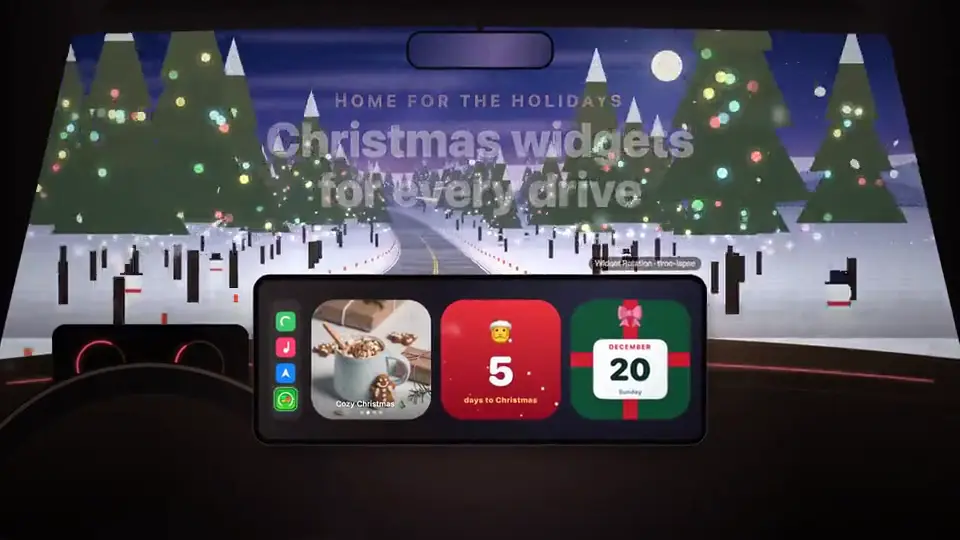 HOME FOR THE HOLIDAYS
Christmas widgets
for every drive
Widget Rotation · time-lapse
Cozy Christmas
5
days to Christmas
DECEMBER
20
Sunday